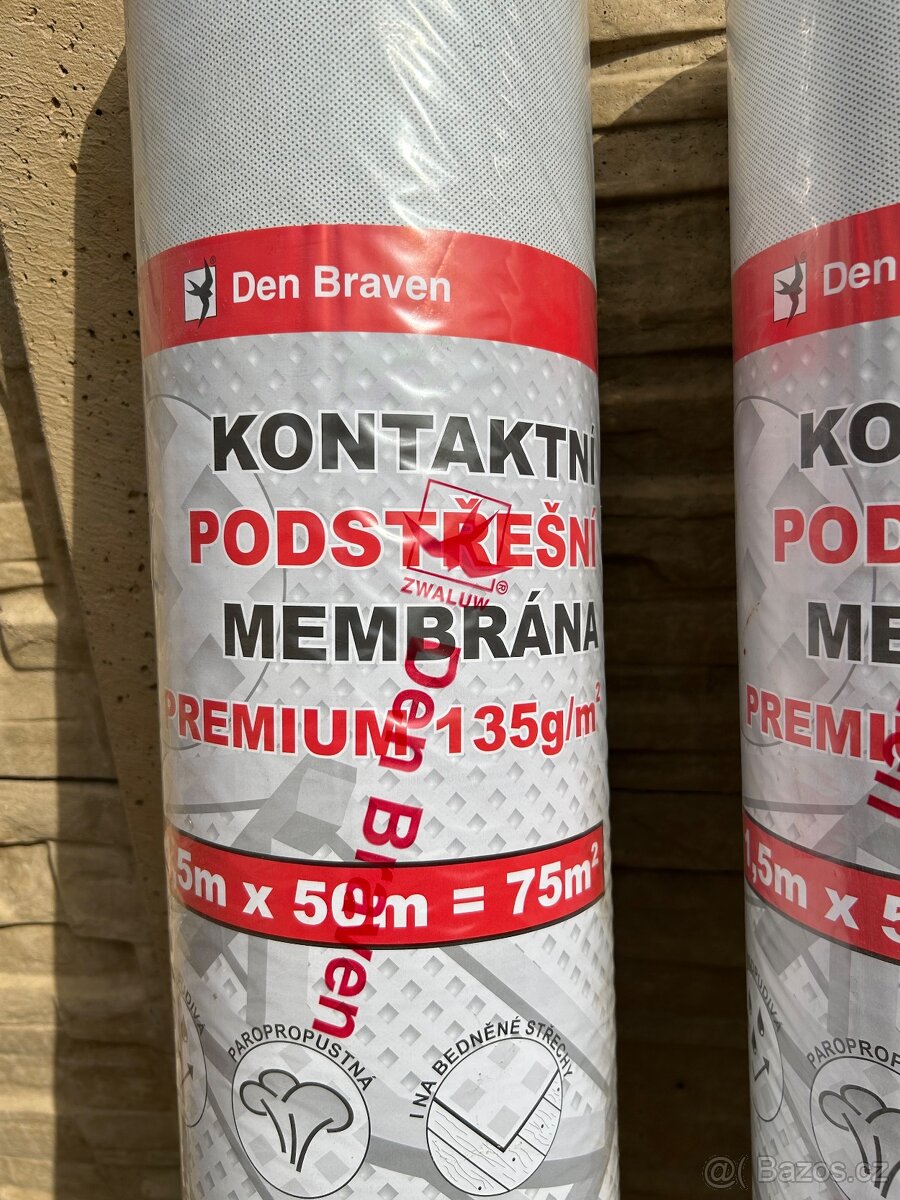 Den Braven
KONTAKTNÍ
PODSTŘEŠNÍ
MEMBRÁNA
PREMIUM 135g/m²
,5m x 50m = 75m²
PAROPROPUSTNÁ
I NA BEDNĚNÉ STŘECHY
ZWALUW
Den Braven
Den
KO
POD
ME
PREMI
1,5m x 5
PAROPROP
Bazos.cz